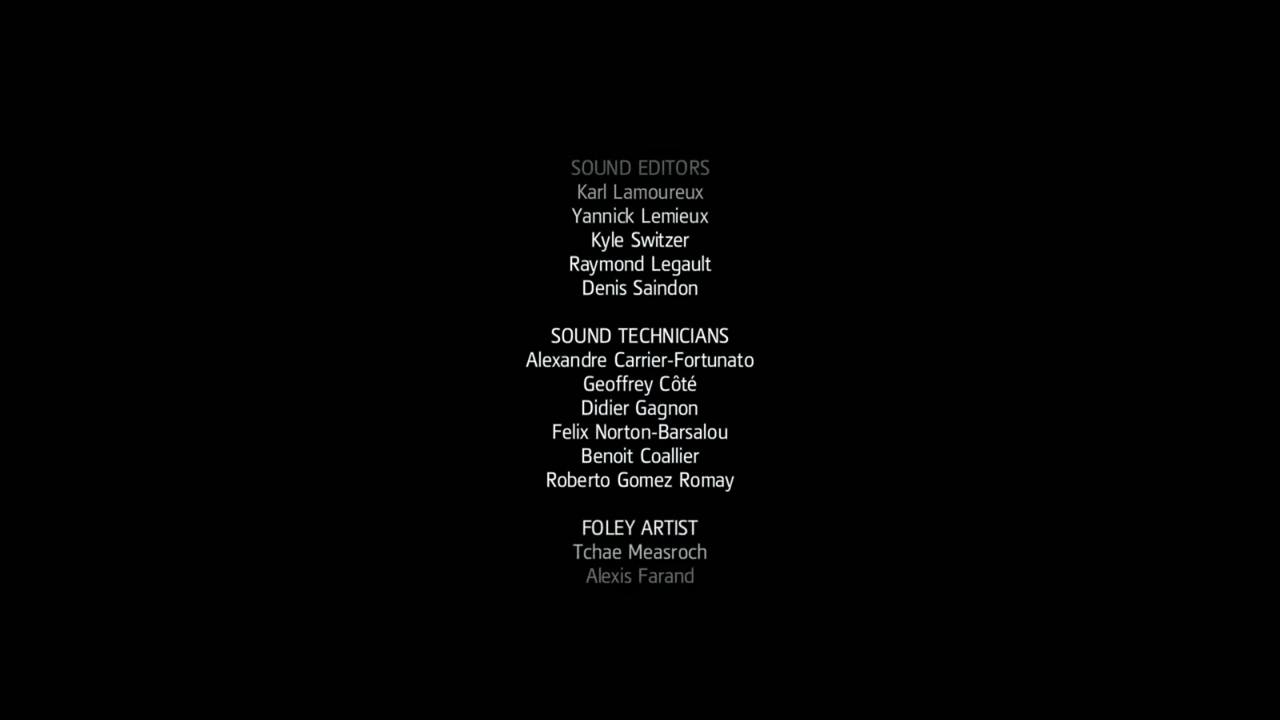 SOUND EDITORS
Karl Lamoureux
Yannick Lemieux
Kyle Switzer
Raymond Legault
Denis Saindon
SOUND TECHNICIANS
Alexandre Carrier-Fortunato
Geoffrey Côté
Didier Gagnon
Felix Norton-Barsalou
Benoit Coallier
Roberto Gomez Romay
FOLEY ARTIST
Tchae Measroch
Alexis Farand